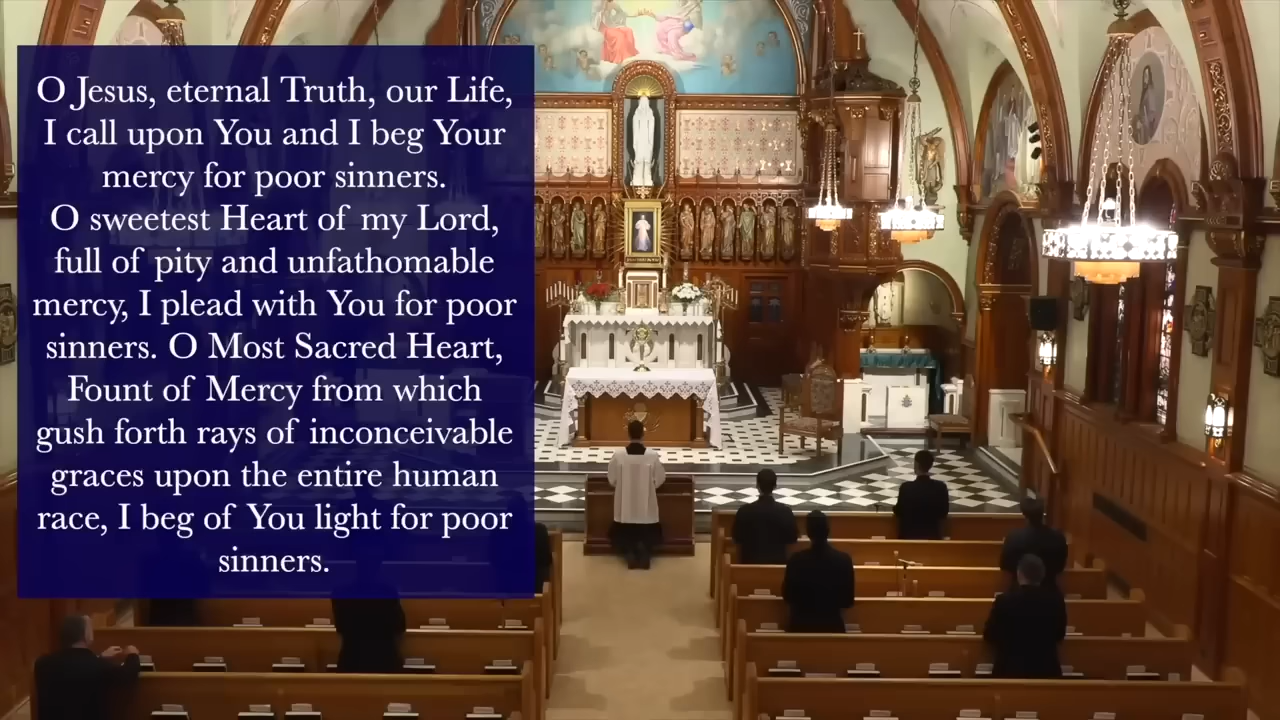 O Jesus, eternal Truth, our Life,
I call upon You and I beg Your
mercy for poor sinners.
O sweetest Heart of my Lord,
full of pity and unfathomable
mercy, I plead with You for poor
sinners. O Most Sacred Heart,
Fount of Mercy from which
gush forth rays of inconceivable
graces upon the entire human
race, I beg of You light for poor
sinners.